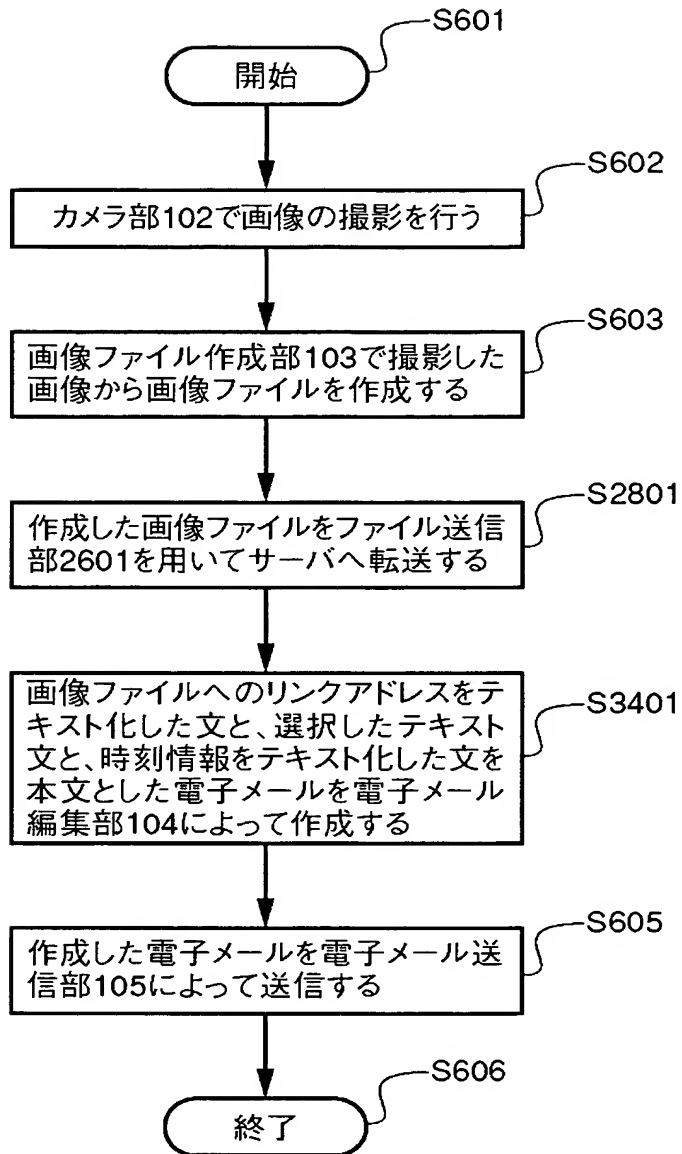 S601
開始
S602
カメラ部102で画像の撮影を行う
S603
画像ファイル作成部103で撮影した
画像から画像ファイルを作成する
S2801
作成した画像ファイルをファイル送信
部2601を用いてサーバへ転送する
S3401
画像ファイルへのリンクアドレスをテ
キスト化した文と、選択したテキスト
文と、時刻情報をテキスト化した文を
本文とした電子メールを電子メール
編集部104によって作成する
S605
作成した電子メールを電子メール送
信部105によって送信する
S606
終了